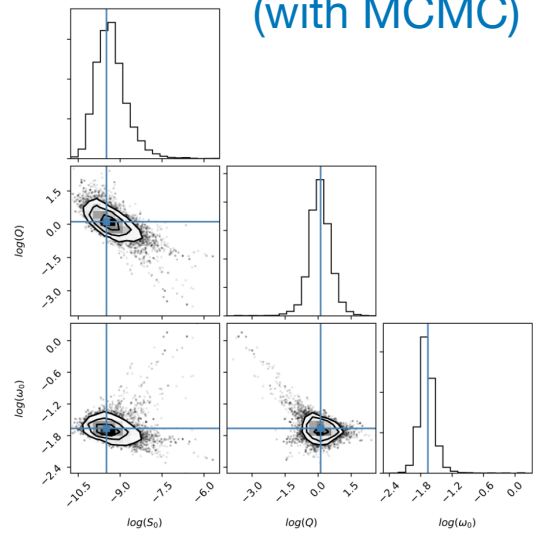 (with MCMC)
1.5
0.0
−1.5
−3.0
log(Q)
0.0
−0.6
−1.2
−1.8
−2.4
log(ω₀)
−10.5 −9.0 −7.5 −6.0
log(S₀)
−3.0 −1.5 0.6 1.5
log(Q)
−2.4 −1.8 −1.2 −0.6 0.0
log(ω₀)